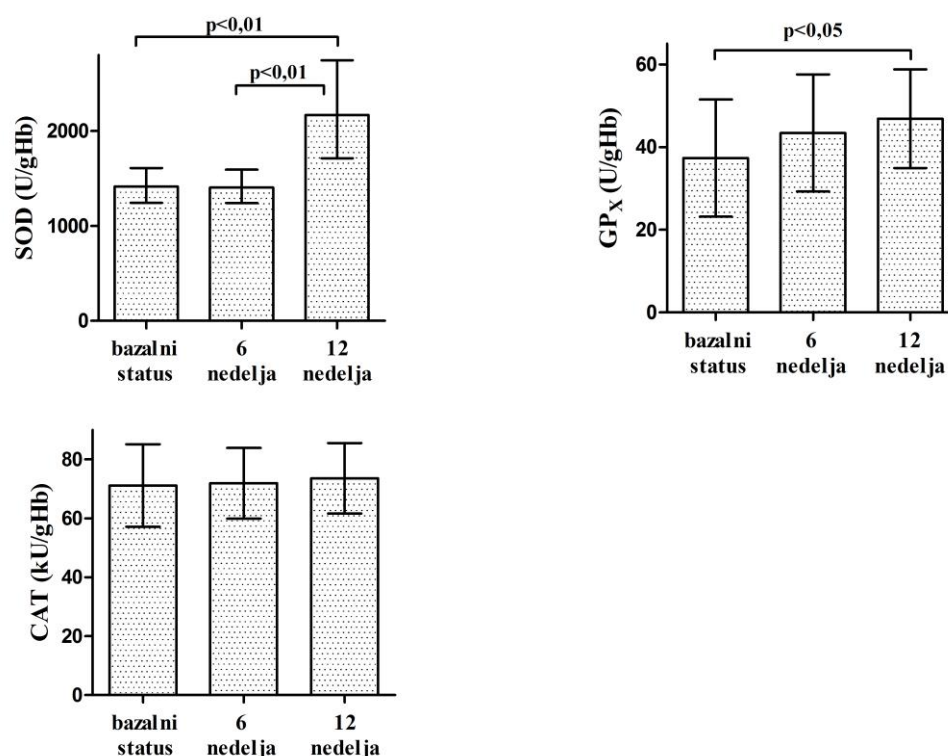 p<0,01
p<0,01
SOD (U/gHb)
2000
1000
0
bazalni
status
6
nedelja
12
nedelja
p<0,05
GPX (U/gHb)
60
40
20
0
bazalni
status
6
nedelja
12
nedelja
CAT (kU/gHb)
80
60
40
20
0
bazalni
status
6
nedelja
12
nedelja